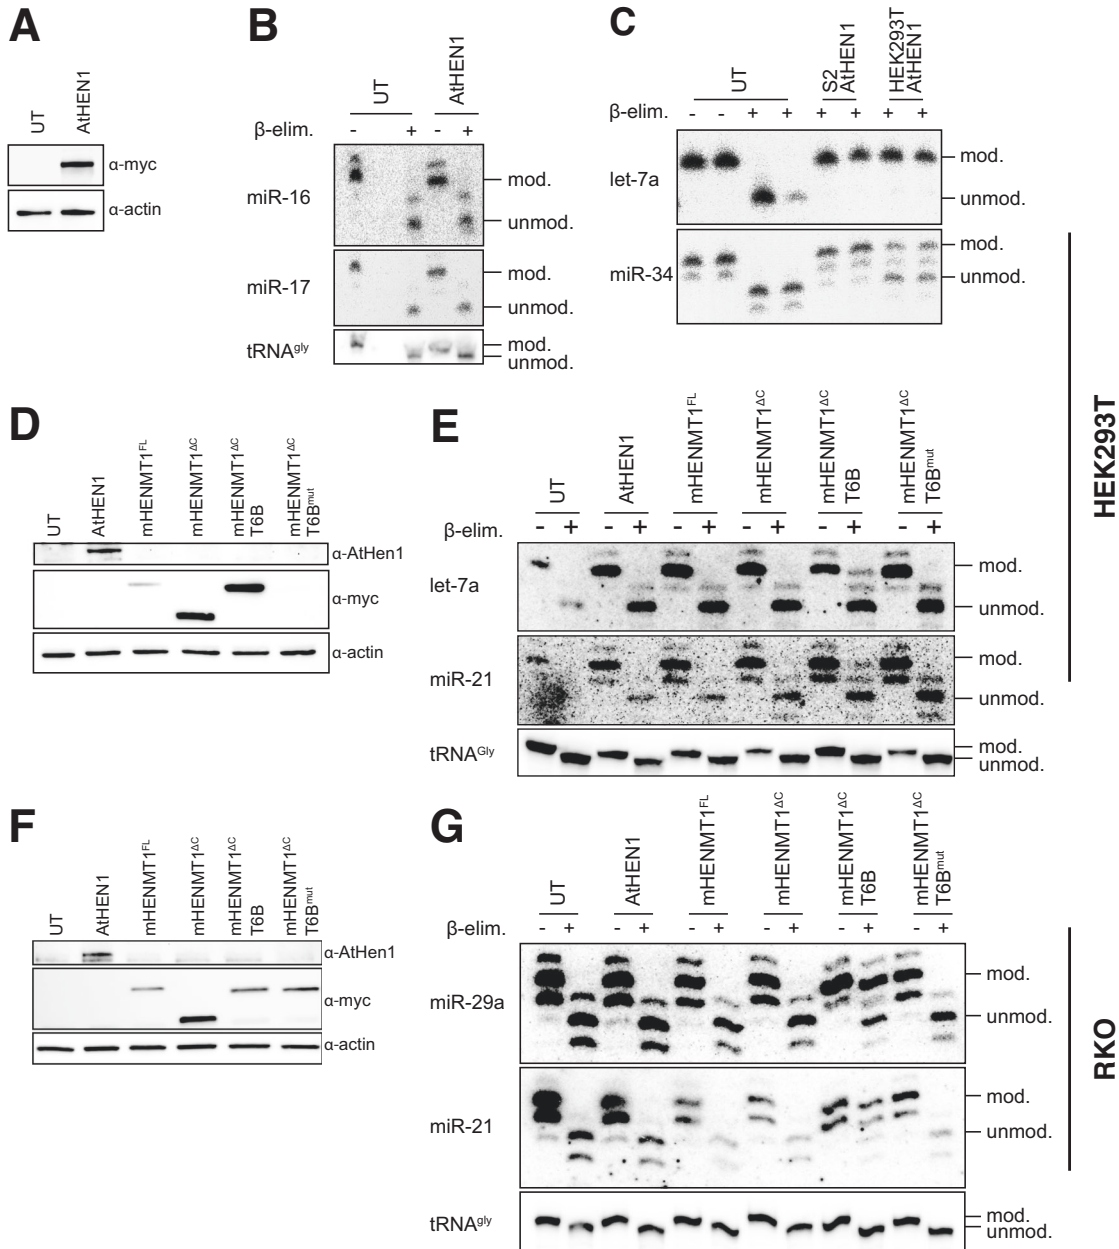 A
UT
AtHEN1
α-myc
α-actin
B
UT
AtHEN1
β-elim.
- + - +
miR-16
mod.
unmod.
miR-17
mod.
unmod.
tRNAgly
mod.
unmod.
C
UT
S2
AtHEN1
HEK293T
AtHEN1
β-elim.
- - + + + + + +
let-7a
mod.
unmod.
miR-34
mod.
unmod.
HEK293T
D
UT
AtHEN1
mHENMT1FL
mHENMT1ΔC
mHENMT1ΔC
T6B
mHENMT1ΔC
T6Bmut
α-AtHen1
α-myc
α-actin
E
UT
AtHEN1
mHENMT1FL
mHENMT1ΔC
mHENMT1ΔC
T6B
mHENMT1ΔC
T6Bmut
β-elim.
- + - + - + - + - + - +
let-7a
mod.
unmod.
miR-21
mod.
unmod.
tRNAGly
mod.
unmod.
F
UT
AtHEN1
mHENMT1FL
mHENMT1ΔC
mHENMT1ΔC
T6B
mHENMT1ΔC
T6Bmut
α-AtHen1
α-myc
α-actin
G
UT
AtHEN1
mHENMT1FL
mHENMT1ΔC
mHENMT1ΔC
T6B
mHENMT1ΔC
T6Bmut
β-elim.
- + - + - + - + - + - +
miR-29a
mod.
unmod.
miR-21
mod.
unmod.
tRNAgly
mod.
unmod.
RKO